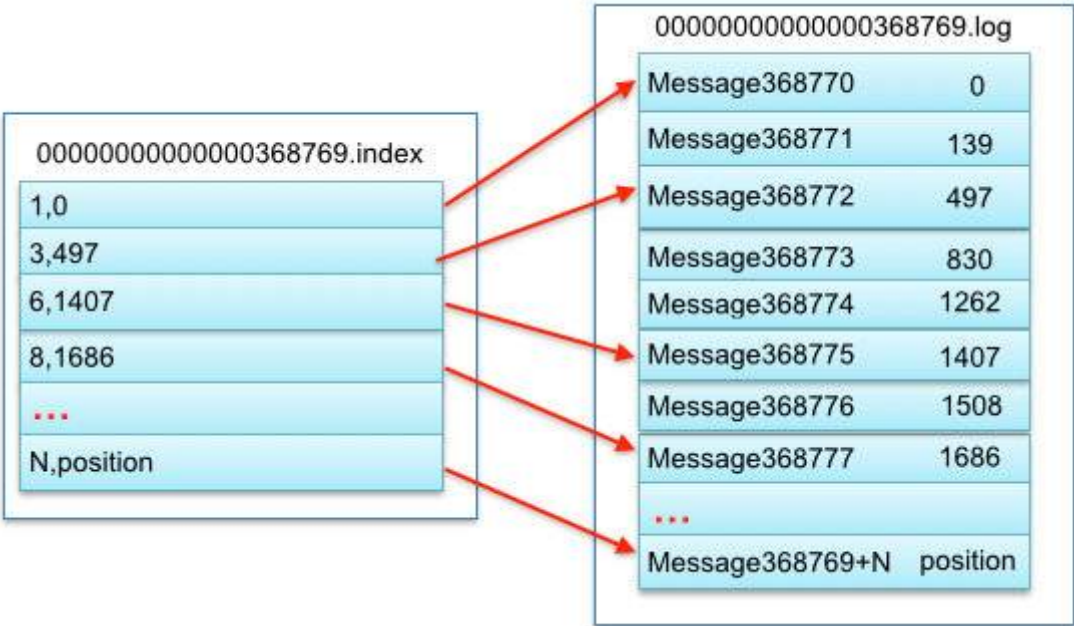 00000000000000368769.index
1,0
3,497
6,1407
8,1686
...
N,position
00000000000000368769.log
Message368770 0
Message368771 139
Message368772 497
Message368773 830
Message368774 1262
Message368775 1407
Message368776 1508
Message368777 1686
...
Message368769+N position